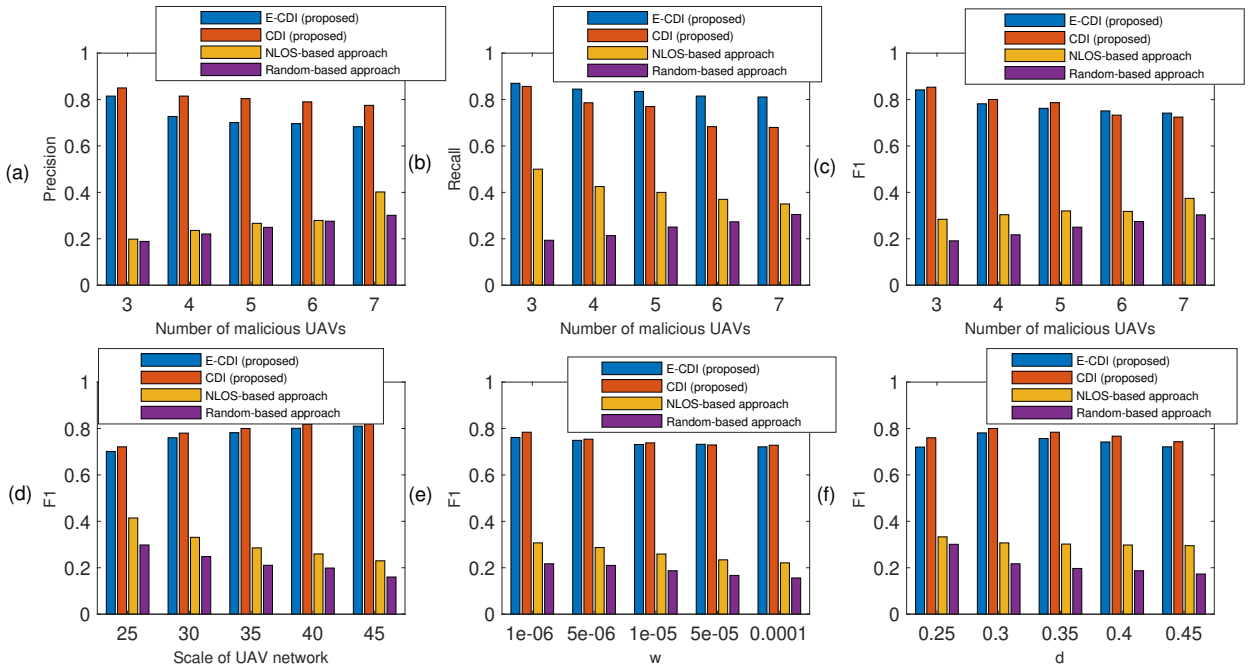 E-CDI (proposed)
CDI (proposed)
NLOS-based approach
Random-based approach
1
0.8
0.6
0.4
0.2
0
(a)
Precision
3 4 5 6 7
Number of malicious UAVs
E-CDI (proposed)
CDI (proposed)
NLOS-based approach
Random-based approach
1
0.8
0.6
0.4
0.2
0
(b)
Recall
3 4 5 6 7
Number of malicious UAVs
E-CDI (proposed)
CDI (proposed)
NLOS-based approach
Random-based approach
1
0.8
0.6
0.4
0.2
0
(c)
F1
3 4 5 6 7
Number of malicious UAVs
E-CDI (proposed)
CDI (proposed)
NLOS-based approach
Random-based approach
1
0.8
0.6
0.4
0.2
0
(d)
F1
25 30 35 40 45
Scale of UAV network
E-CDI (proposed)
CDI (proposed)
NLOS-based approach
Random-based approach
1
0.8
0.6
0.4
0.2
0
(e)
F1
1e-06 5e-06 1e-05 5e-05 0.0001
w
E-CDI (proposed)
CDI (proposed)
NLOS-based approach
Random-based approach
1
0.8
0.6
0.4
0.2
0
(f)
F1
0.25 0.3 0.35 0.4 0.45
d